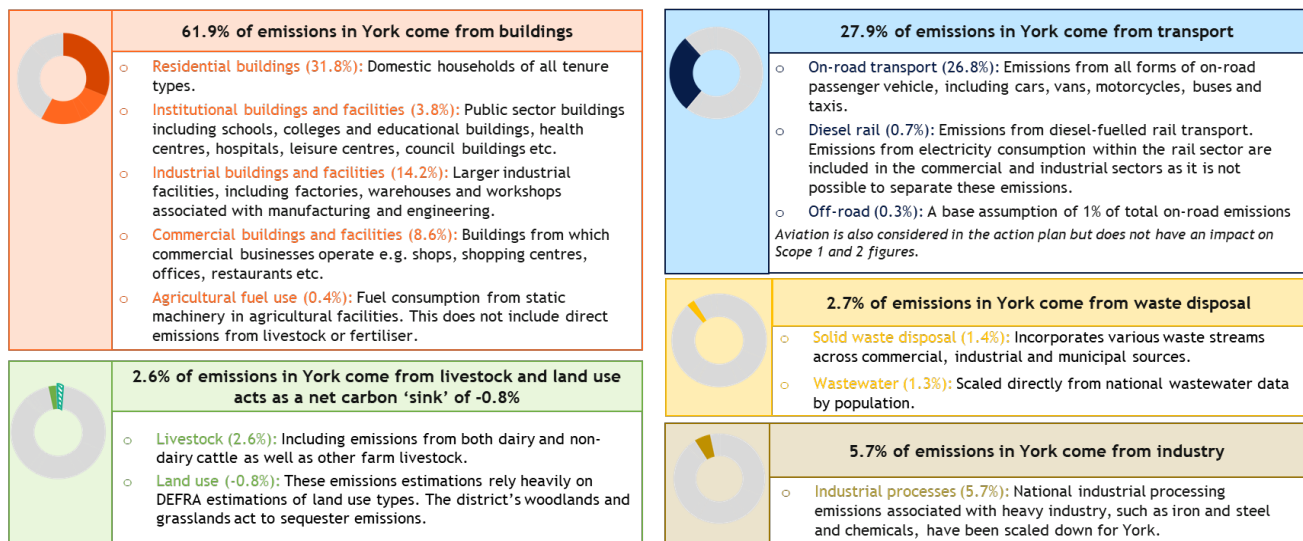 61.9% of emissions in York come from buildings
o Residential buildings (31.8%): Domestic households of all tenure
types.
o Institutional buildings and facilities (3.8%): Public sector buildings
including schools, colleges and educational buildings, health
centres, hospitals, leisure centres, council buildings etc.
o Industrial buildings and facilities (14.2%): Larger industrial
facilities, including factories, warehouses and workshops
associated with manufacturing and engineering.
o Commercial buildings and facilities (8.6%): Buildings from which
commercial businesses operate e.g. shops, shopping centres,
offices, restaurants etc.
o Agricultural fuel use (0.4%): Fuel consumption from static
machinery in agricultural facilities. This does not include direct
emissions from livestock or fertiliser.
2.6% of emissions in York come from livestock and land use
acts as a net carbon ‘sink’ of -0.8%
o Livestock (2.6%): Including emissions from both dairy and non-
dairy cattle as well as other farm livestock.
o Land use (-0.8%): These emissions estimations rely heavily on
DEFRA estimations of land use types. The district’s woodlands and
grasslands act to sequester emissions.
27.9% of emissions in York come from transport
o On-road transport (26.8%): Emissions from all forms of on-road
passenger vehicle, including cars, vans, motorcycles, buses and
taxis.
o Diesel rail (0.7%): Emissions from diesel-fuelled rail transport.
Emissions from electricity consumption within the rail sector are
included in the commercial and industrial sectors as it is not
possible to separate these emissions.
o Off-road (0.3%): A base assumption of 1% of total on-road emissions
Aviation is also considered in the action plan but does not have an impact on
Scope 1 and 2 figures.
2.7% of emissions in York come from waste disposal
o Solid waste disposal (1.4%): Incorporates various waste streams
across commercial, industrial and municipal sources.
o Wastewater (1.3%): Scaled directly from national wastewater data
by population.
5.7% of emissions in York come from industry
o Industrial processes (5.7%): National industrial processing
emissions associated with heavy industry, such as iron and steel
and chemicals, have been scaled down for York.